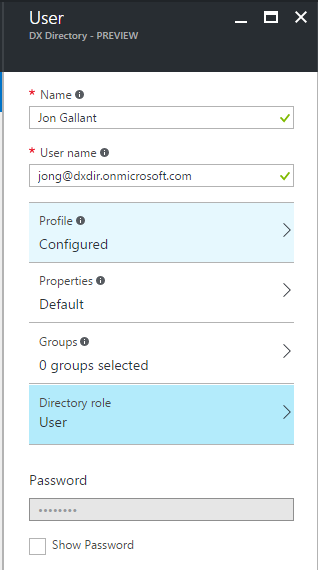 User
DX Directory - PREVIEW
* Name
Jon Gallant
* User name
jong@dxdir.onmicrosoft.com
Profile
Configured
Properties
Default
Groups
0 groups selected
Directory role
User
Password
••••••••
Show Password